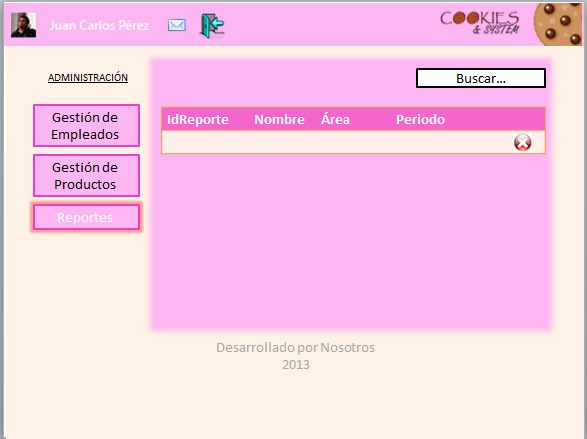 Juan Carlos Pérez
COOKIES
& SYSTEM
ADMINISTRACIÓN
Buscar...
Gestión de
Empleados
Gestión de
Productos
Reportes
IdReporte Nombre Área Periodo
Desarrollado por Nosotros
2013